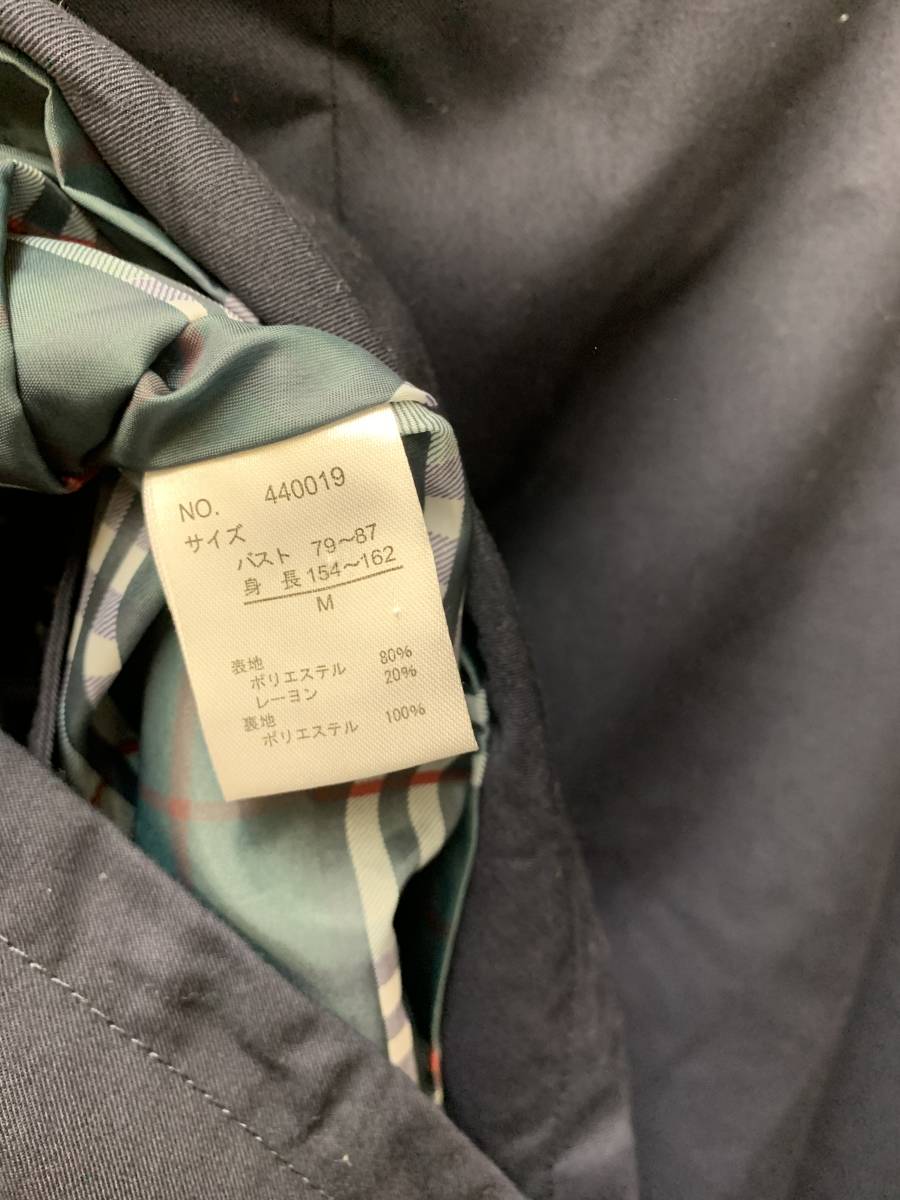 NO. 440019
サイズ
バスト 79～87
身 長 154～162
M
表地
ポリエステル 80%
レーヨン 20%
裏地
ポリエステル 100%